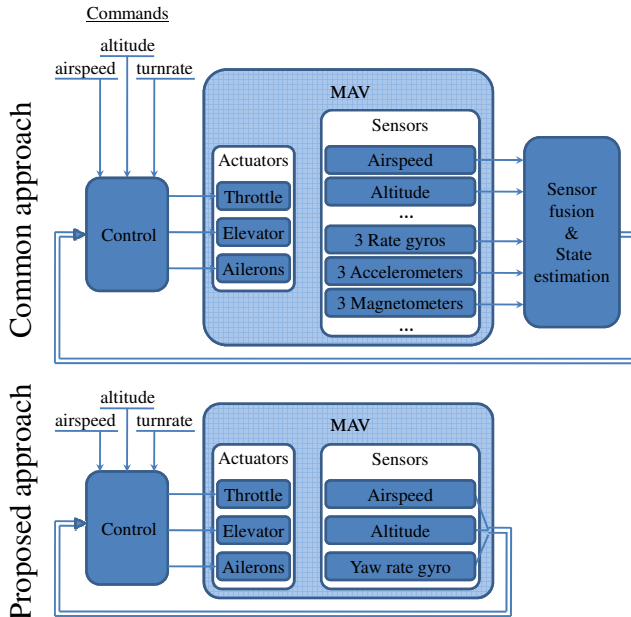 Commands
altitude
airspeed
turnrate
Common approach
MAV
Sensors
Actuators
Airspeed
Throttle
Altitude
...
Control
Elevator
3 Rate gyros
Ailerons
3 Accelerometers
3 Magnetometers
...
Sensor
fusion
&
State
estimation
Proposed approach
altitude
airspeed
turnrate
MAV
Actuators
Sensors
Throttle
Airspeed
Control
Elevator
Altitude
Ailerons
Yaw rate gyro